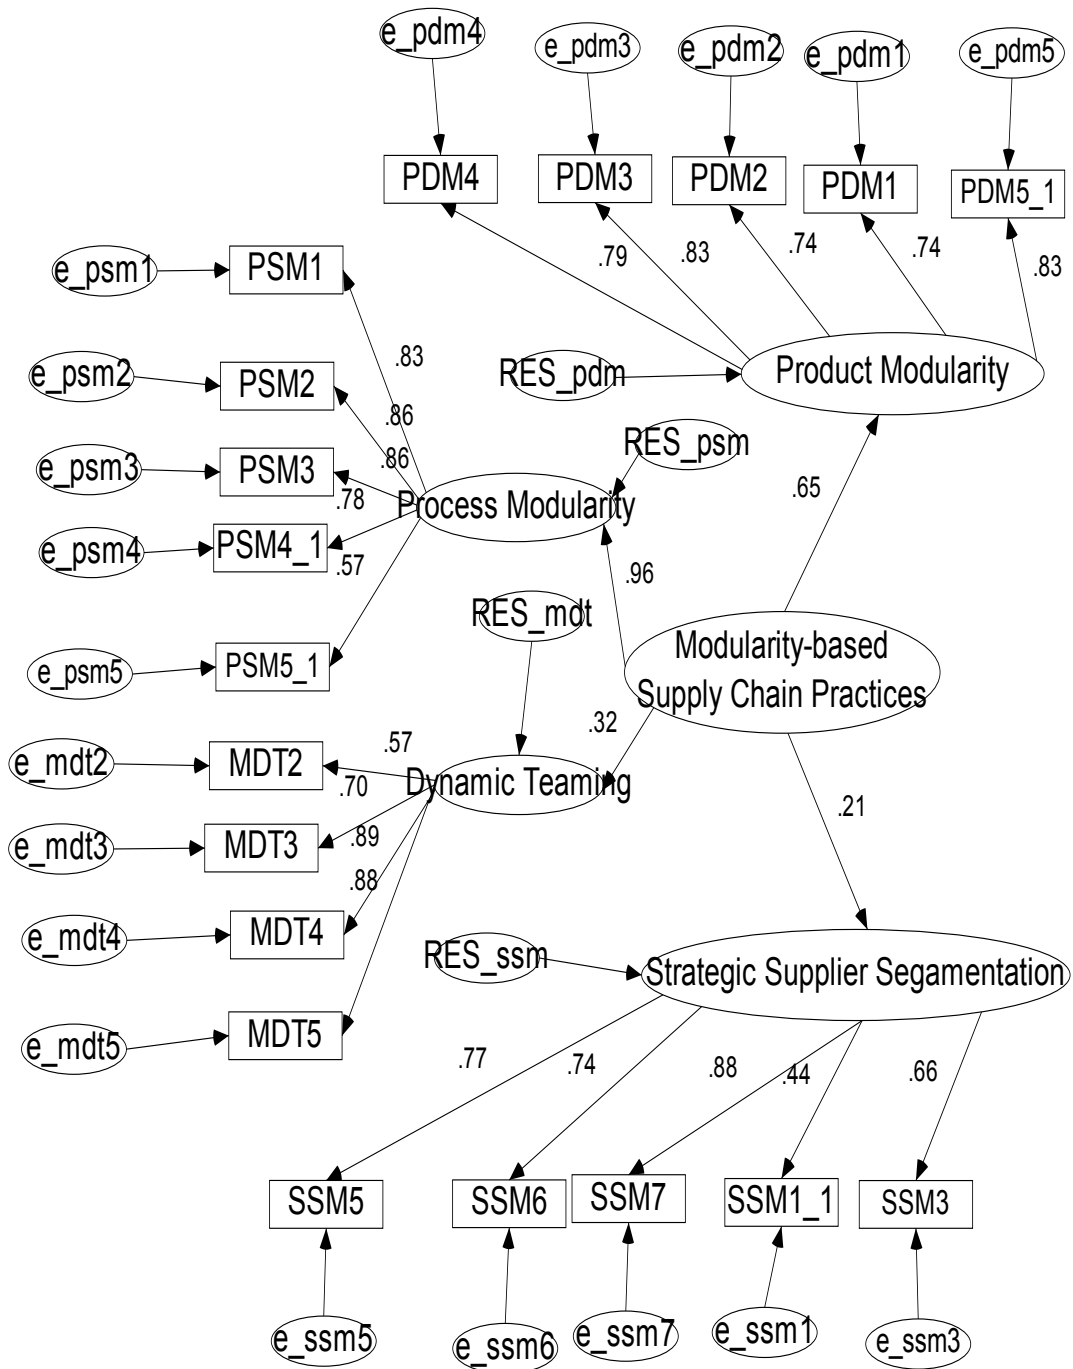 e_pdm4
e_pdm3
e_pdm2
e_pdm1
e_pdm5
PDM4
PDM3
PDM2
PDM1
PDM5_1
.79
.83
.74
.74
.83
e_psm1
PSM1
.83
e_psm2
PSM2
.86
RES_pdm
Product Modularity
e_psm3
PSM3
.86
RES_psm
.78
Process Modularity
.65
e_psm4
PSM4_1
.57
.96
RES_mdt
e_psm5
PSM5_1
Modularity-based
Supply Chain Practices
.32
e_mdt2
MDT2
.57
.70
Dynamic Teaming
.21
e_mdt3
MDT3
.89
.88
e_mdt4
MDT4
RES_ssm
Strategic Supplier Segamentation
e_mdt5
MDT5
.77
.74
.88
.44
.66
SSM5
SSM6
SSM7
SSM1_1
SSM3
e_ssm5
e_ssm6
e_ssm7
e_ssm1
e_ssm3